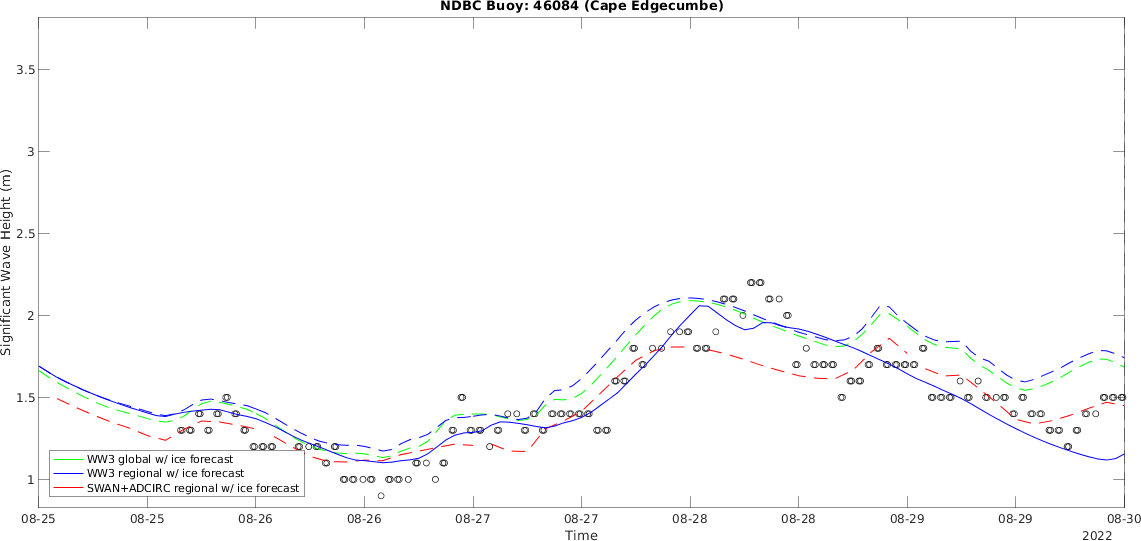 NDBC Buoy: 46084 (Cape Edgecumbe)
Significant Wave Height (m)
3.5
3
2.5
2
1.5
1
WW3 global w/ ice forecast
WW3 regional w/ ice forecast
SWAN+ADCIRC regional w/ ice forecast
08-25 08-25 08-26 08-26 08-27 08-27 08-28 08-28 08-29 08-29 08-30
Time
2022